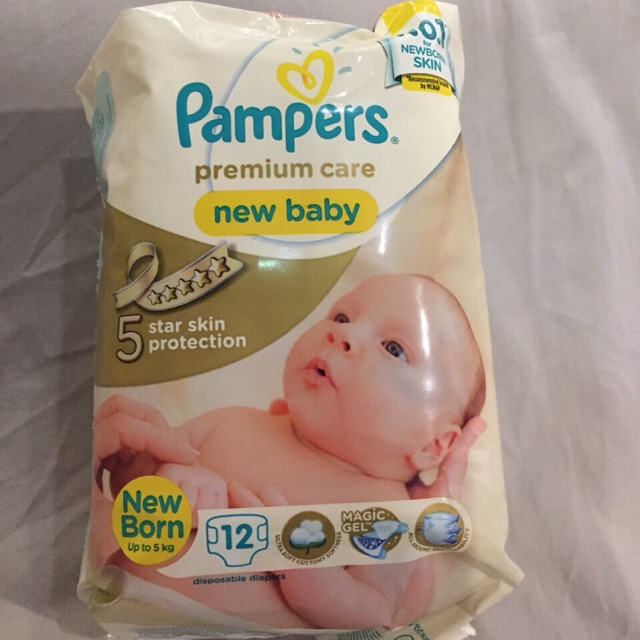 No.1
for
NEWBORN
SKIN
Pampers®
premium care
new baby
5 star skin
protection
New
Born
Up to 5 kg
12
MAGIC
GEL
disposable diapers